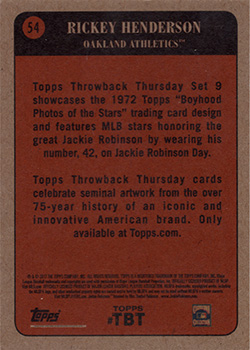 54
RICKEY HENDERSON
OAKLAND ATHLETICS™
Topps Throwback Thursday Set 9
showcases the 1972 Topps "Boyhood
Photos of the Stars" trading card design
and features MLB stars honoring the
great Jackie Robinson by wearing his
number, 42, on Jackie Robinson Day.
Topps Throwback Thursday cards
celebrate seminal artwork from the over
75-year history of an iconic and
innovative American brand. Only
available at Topps.com.
Topps
TOPPS
#TBT